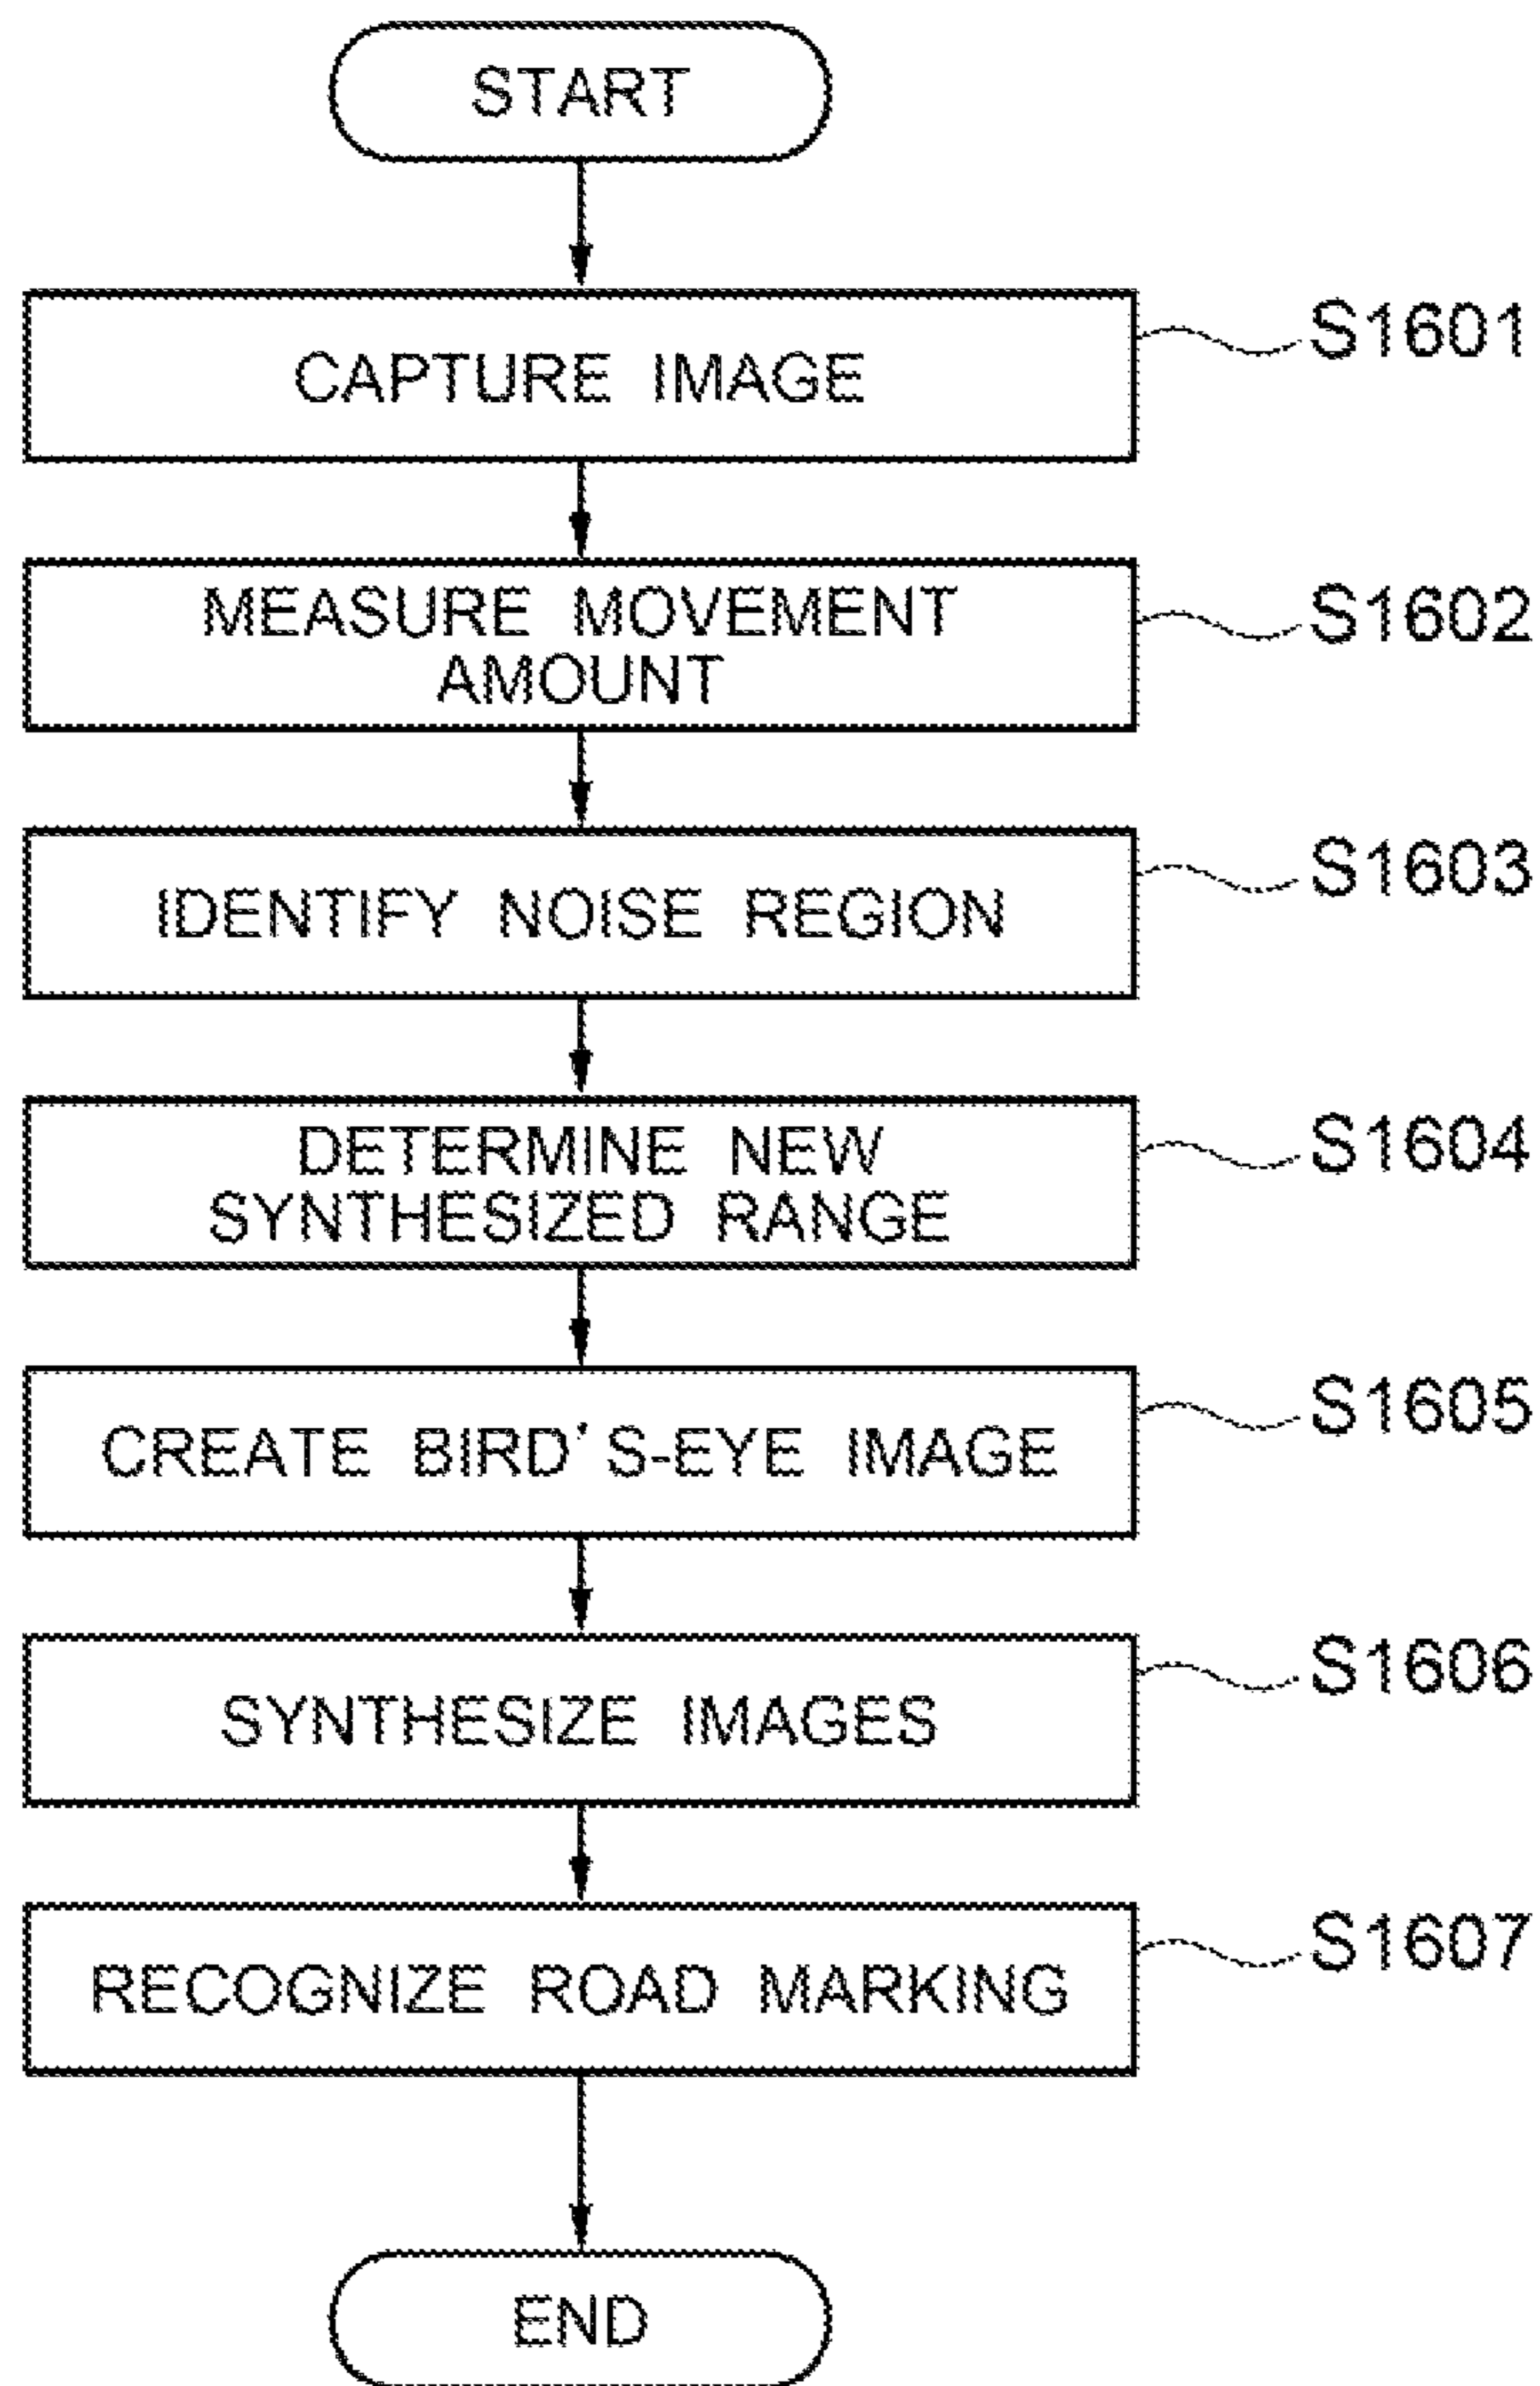 START
CAPTURE IMAGE
S1601
MEASURE MOVEMENT
AMOUNT
S1602
IDENTIFY NOISE REGION
S1603
DETERMINE NEW
SYNTHESIZED RANGE
S1604
CREATE BIRD'S-EYE IMAGE
S1605
SYNTHESIZE IMAGES
S1606
RECOGNIZE ROAD MARKING
S1607
END